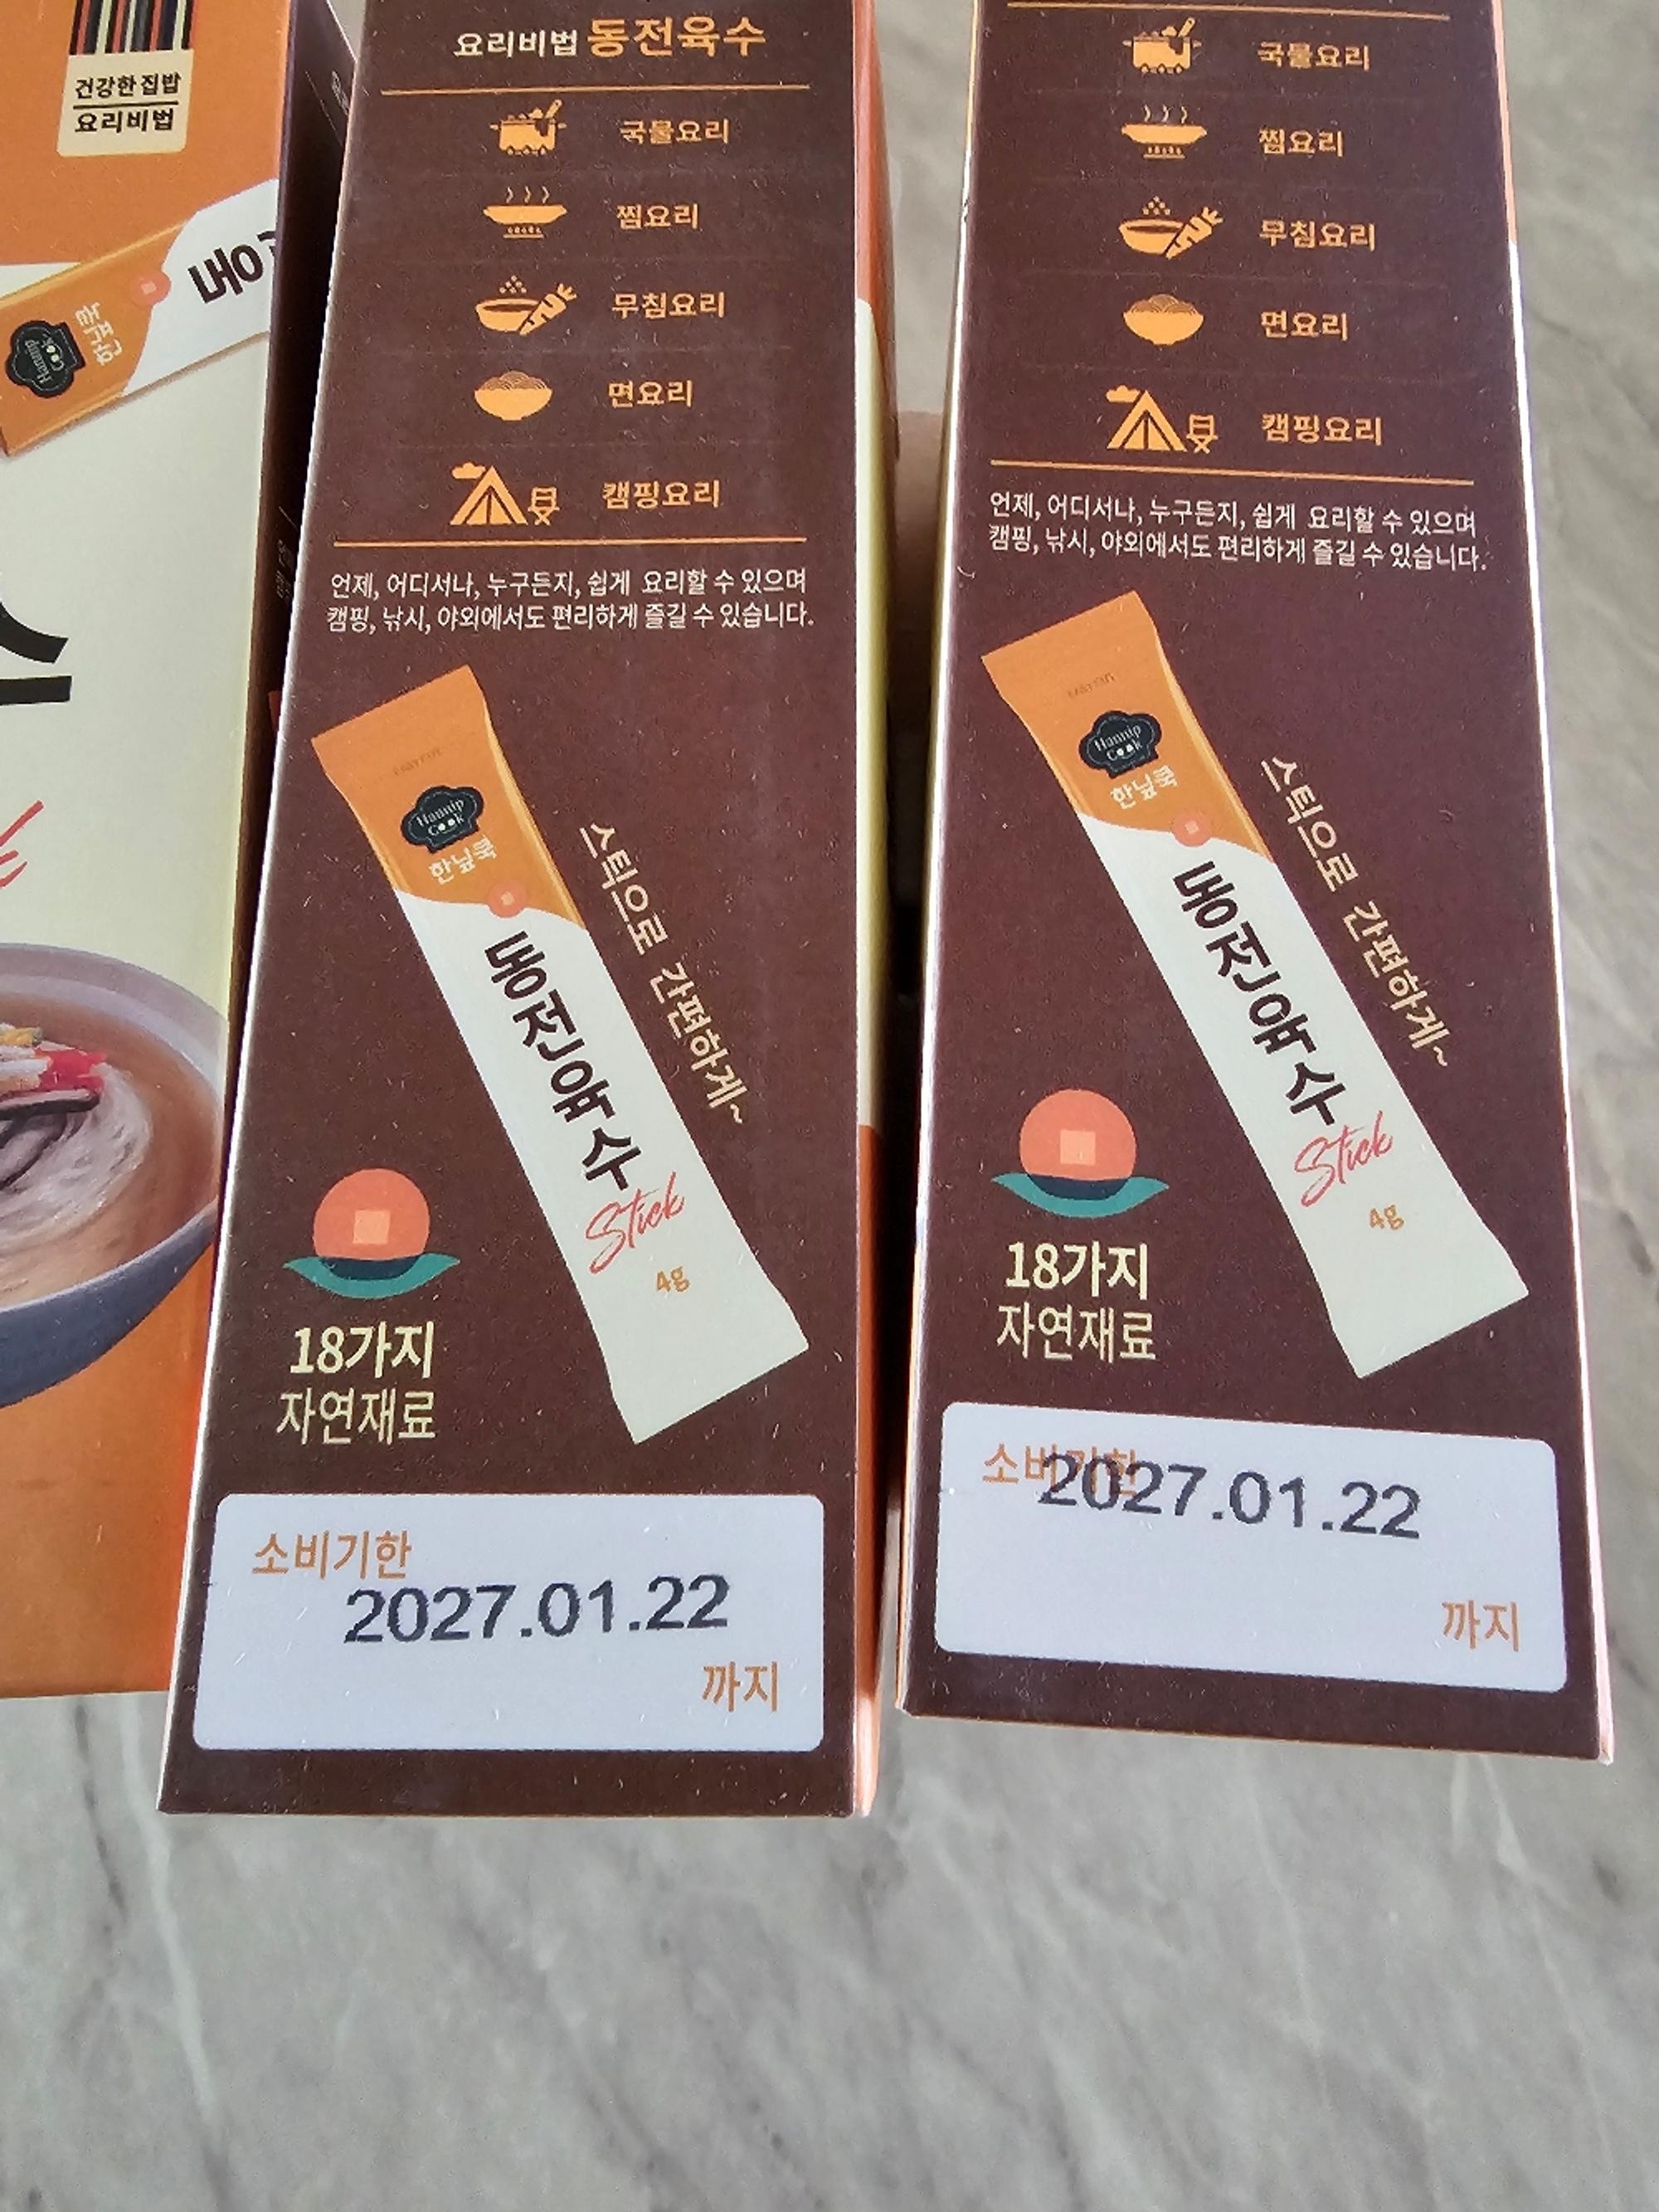 건강한 집밥
요리비법
Hannip
Cook
한닢쿡
요리비법 동전육수
국물요리
찜요리
무침요리
면요리
캠핑요리
언제, 어디서나, 누구든지, 쉽게 요리할 수 있으며
캠핑, 낚시, 야외에서도 편리하게 즐길 수 있습니다.
Hannip
Cook
한닢쿡
동전육수
Stick
4g
스틱으로 간편하게~
18가지
자연재료
소비기한
2027.01.22
까지
국물요리
찜요리
무침요리
면요리
캠핑요리
언제, 어디서나, 누구든지, 쉽게 요리할 수 있으며
캠핑, 낚시, 야외에서도 편리하게 즐길 수 있습니다.
Hannip
Cook
한닢쿡
동전육수
Stick
4g
스틱으로 간편하게~
18가지
자연재료
소비기한
2027.01.22
까지